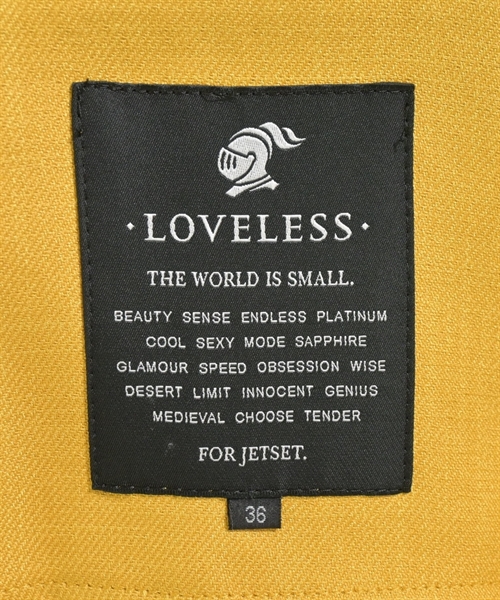 · LOVELESS ·
THE WORLD IS SMALL.
BEAUTY SENSE ENDLESS PLATINUM
COOL SEXY MODE SAPPHIRE
GLAMOUR SPEED OBSESSION WISE
DESERT LIMIT INNOCENT GENIUS
MEDIEVAL CHOOSE TENDER
FOR JETSET.
36